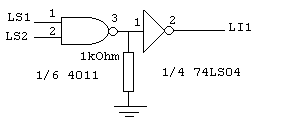 LS1 1 3 1 2 LI1
LS2 2
1kOhm
1/6 4011 1/4 74LS04